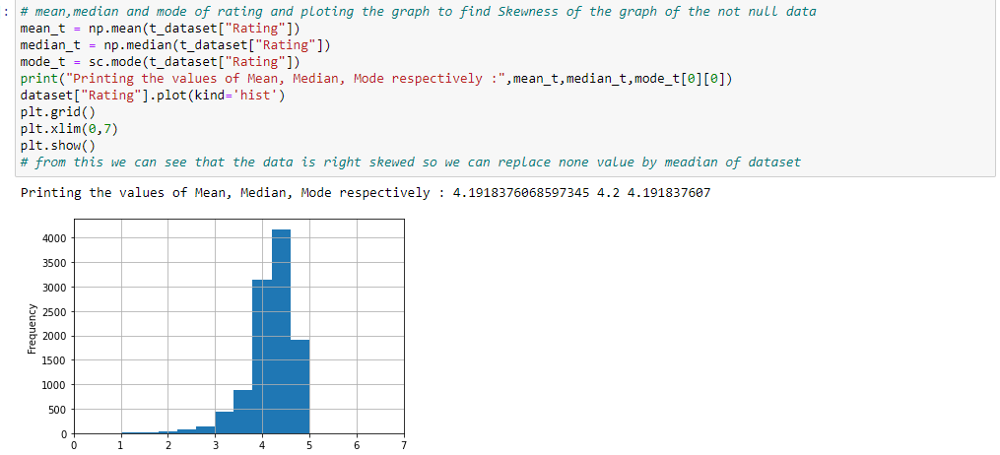 :
# mean,median and mode of rating and ploting the graph to find Skewness of the graph of the not null data
mean_t = np.mean(t_dataset["Rating"])
median_t = np.median(t_dataset["Rating"])
mode_t = sc.mode(t_dataset["Rating"])
print("Printing the values of Mean, Median, Mode respectively :",mean_t,median_t,mode_t[0][0])
dataset["Rating"].plot(kind='hist')
plt.grid()
plt.xlim(0,7)
plt.show()
# from this we can see that the data is right skewed so we can replace none value by meadian of dataset
Printing the values of Mean, Median, Mode respectively : 4.1918376068597345 4.2 4.191837607
4000
3500
3000
2500
2000
1500
1000
500
0
Frequency
0 1 2 3 4 5 6 7